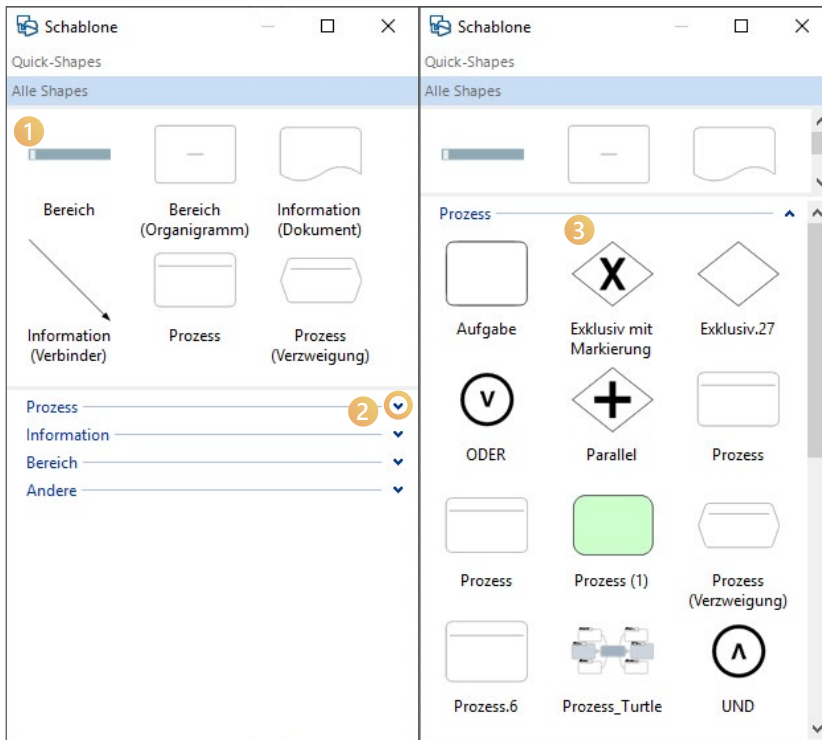 Schablone
Quick-Shapes
Alle Shapes
1
Bereich
Bereich
(Organigramm)
Information
(Dokument)
Information
(Verbinder)
Prozess
Prozess
(Verzweigung)
Prozess
2
Information
Bereich
Andere
Schablone
Quick-Shapes
Alle Shapes
Prozess
3
X
Aufgabe
Exklusiv mit
Markierung
Exklusiv.27
V
ODER
Parallel
Prozess
Prozess
Prozess (1)
Prozess
(Verzweigung)
Prozess.6
Prozess_Turtle
UND